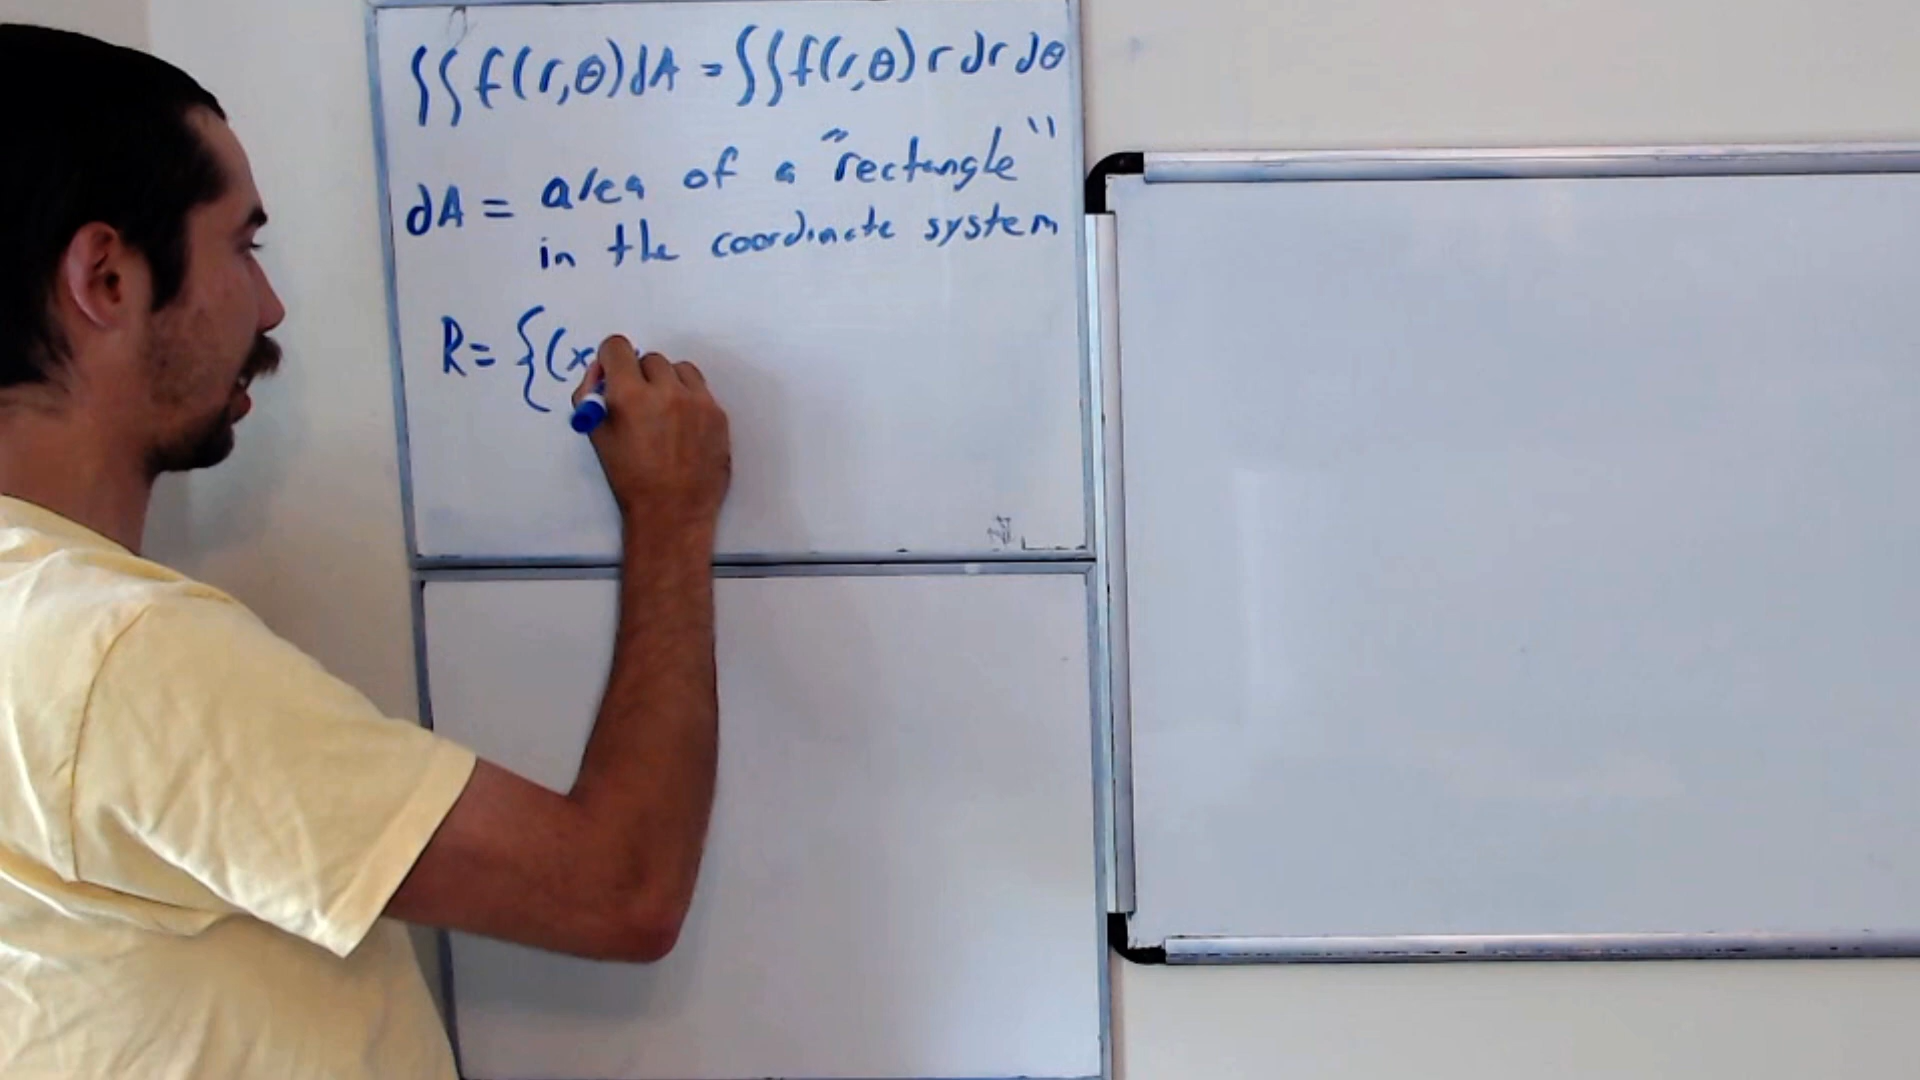 ∫∫ f(r,θ)dA = ∫∫ f(r,θ) r dr dθ
dA = area of a "rectangle"
in the coordinate system
R= {(x